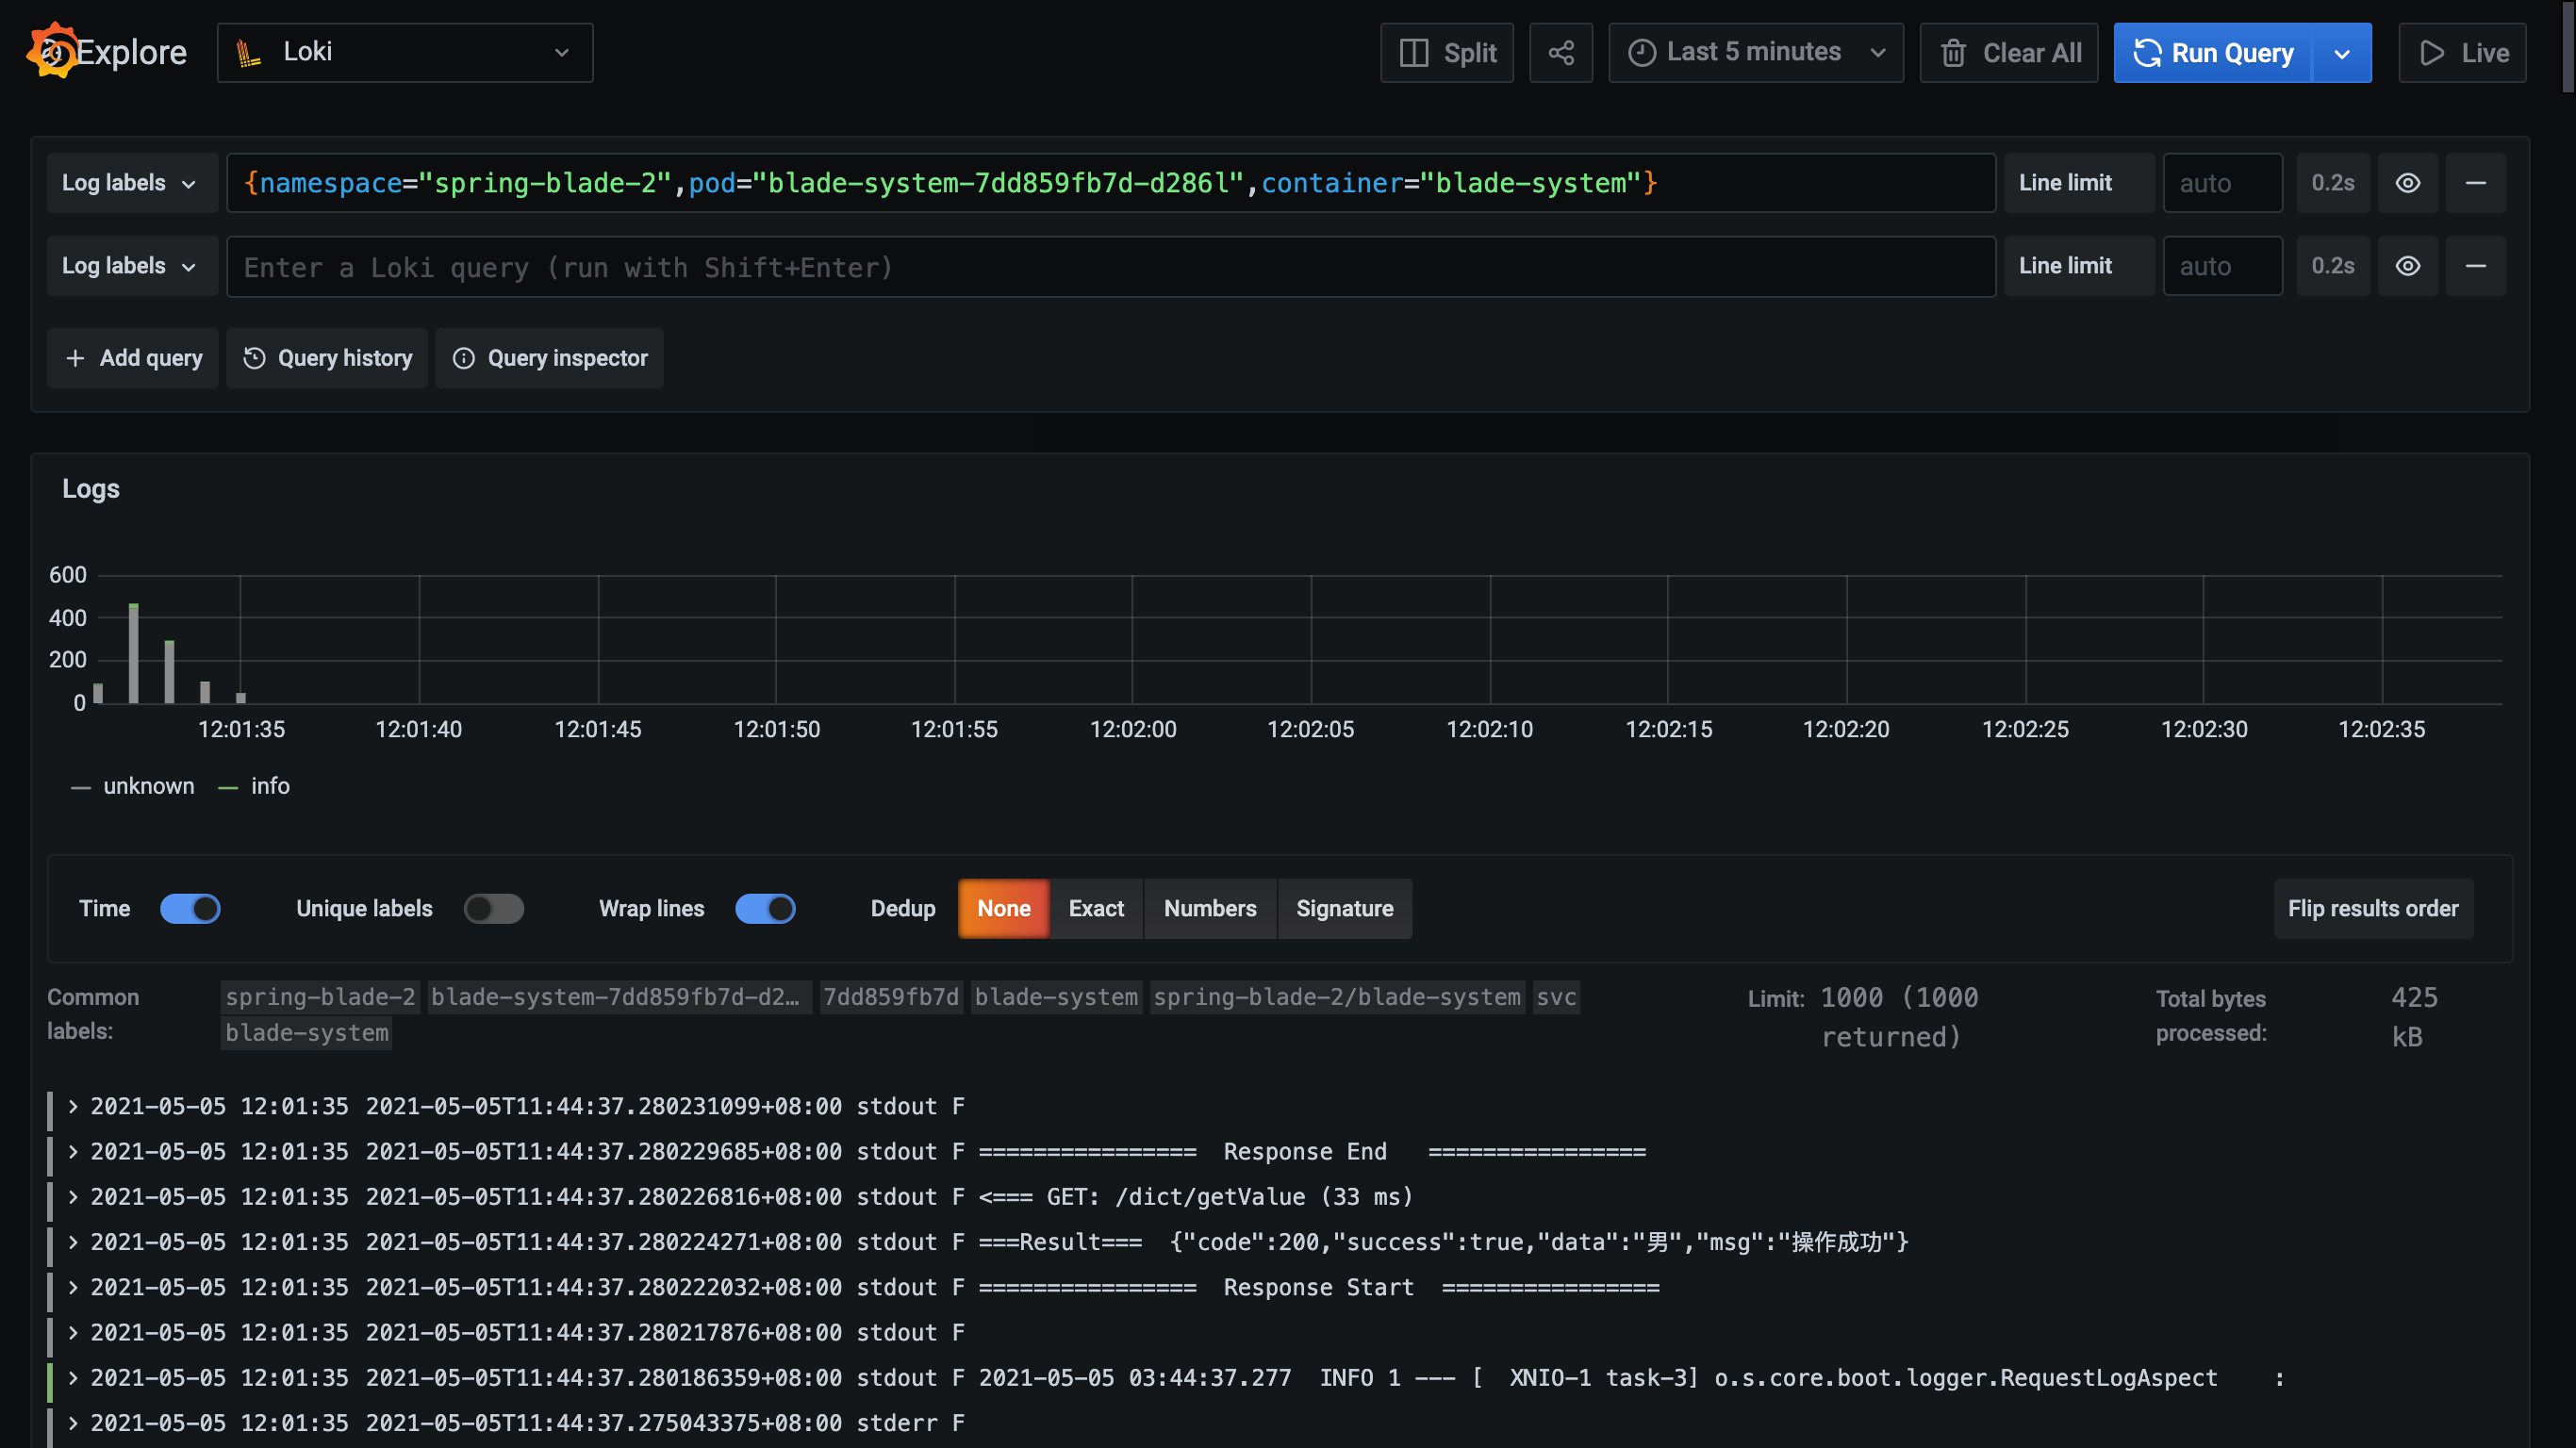 Explore Loki Split Last 5 minutes Clear All Run Query Live
Log labels {namespace="spring-blade-2",pod="blade-system-7dd859fb7d-d286l",container="blade-system"} Line limit auto 0.2s
Log labels Enter a Loki query (run with Shift+Enter) Line limit auto 0.2s
Add query Query history Query inspector
Logs
600
400
200
0
12:01:35 12:01:40 12:01:45 12:01:50 12:01:55 12:02:00 12:02:05 12:02:10 12:02:15 12:02:20 12:02:25 12:02:30 12:02:35
unknown info
Time Unique labels Wrap lines Dedup None Exact Numbers Signature Flip results order
Common labels: spring-blade-2 blade-system-7dd859fb7d-d2… 7dd859fb7d blade-system spring-blade-2/blade-system svc blade-system
Limit: 1000 (1000 returned)
Total bytes processed: 425 kB
2021-05-05 12:01:35 2021-05-05T11:44:37.280231099+08:00 stdout F
2021-05-05 12:01:35 2021-05-05T11:44:37.280229685+08:00 stdout F ================ Response End ================
2021-05-05 12:01:35 2021-05-05T11:44:37.280226816+08:00 stdout F <=== GET: /dict/getValue (33 ms)
2021-05-05 12:01:35 2021-05-05T11:44:37.280224271+08:00 stdout F ===Result=== {"code":200,"success":true,"data":"男","msg":"操作成功"}
2021-05-05 12:01:35 2021-05-05T11:44:37.280222032+08:00 stdout F ================ Response Start ================
2021-05-05 12:01:35 2021-05-05T11:44:37.280217876+08:00 stdout F
2021-05-05 12:01:35 2021-05-05T11:44:37.280186359+08:00 stdout F 2021-05-05 03:44:37.277 INFO 1 --- [ XNIO-1 task-3] o.s.core.boot.logger.RequestLogAspect :
2021-05-05 12:01:35 2021-05-05T11:44:37.275043375+08:00 stderr F